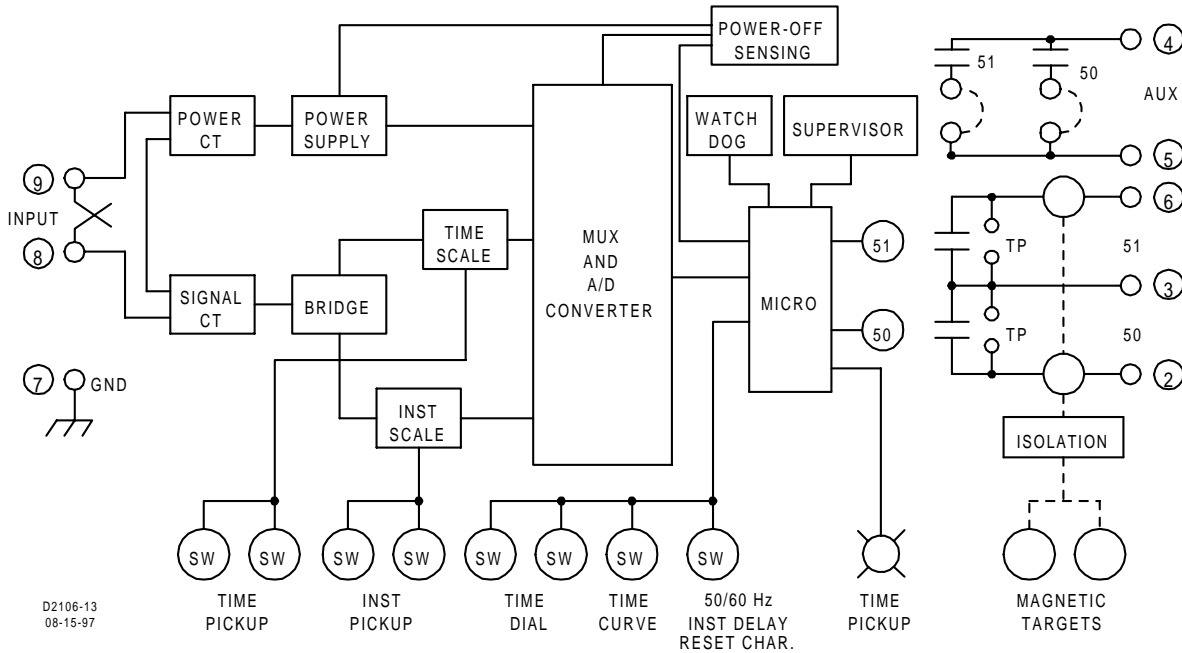 POWER-OFF
SENSING
4
51
50
AUX
POWER
CT
POWER
SUPPLY
WATCH
DOG
SUPERVISOR
5
9
6
INPUT
TIME
SCALE
MUX
AND
A/D
CONVERTER
51
TP
51
8
SIGNAL
CT
BRIDGE
MICRO
3
50
TP
50
7
GND
2
INST
SCALE
ISOLATION
SW
SW
SW
SW
SW
SW
SW
SW
D2106-13
08-15-97
TIME
PICKUP
INST
PICKUP
TIME
DIAL
TIME
CURVE
50/60 Hz
INST DELAY
RESET CHAR.
TIME
PICKUP
MAGNETIC
TARGETS